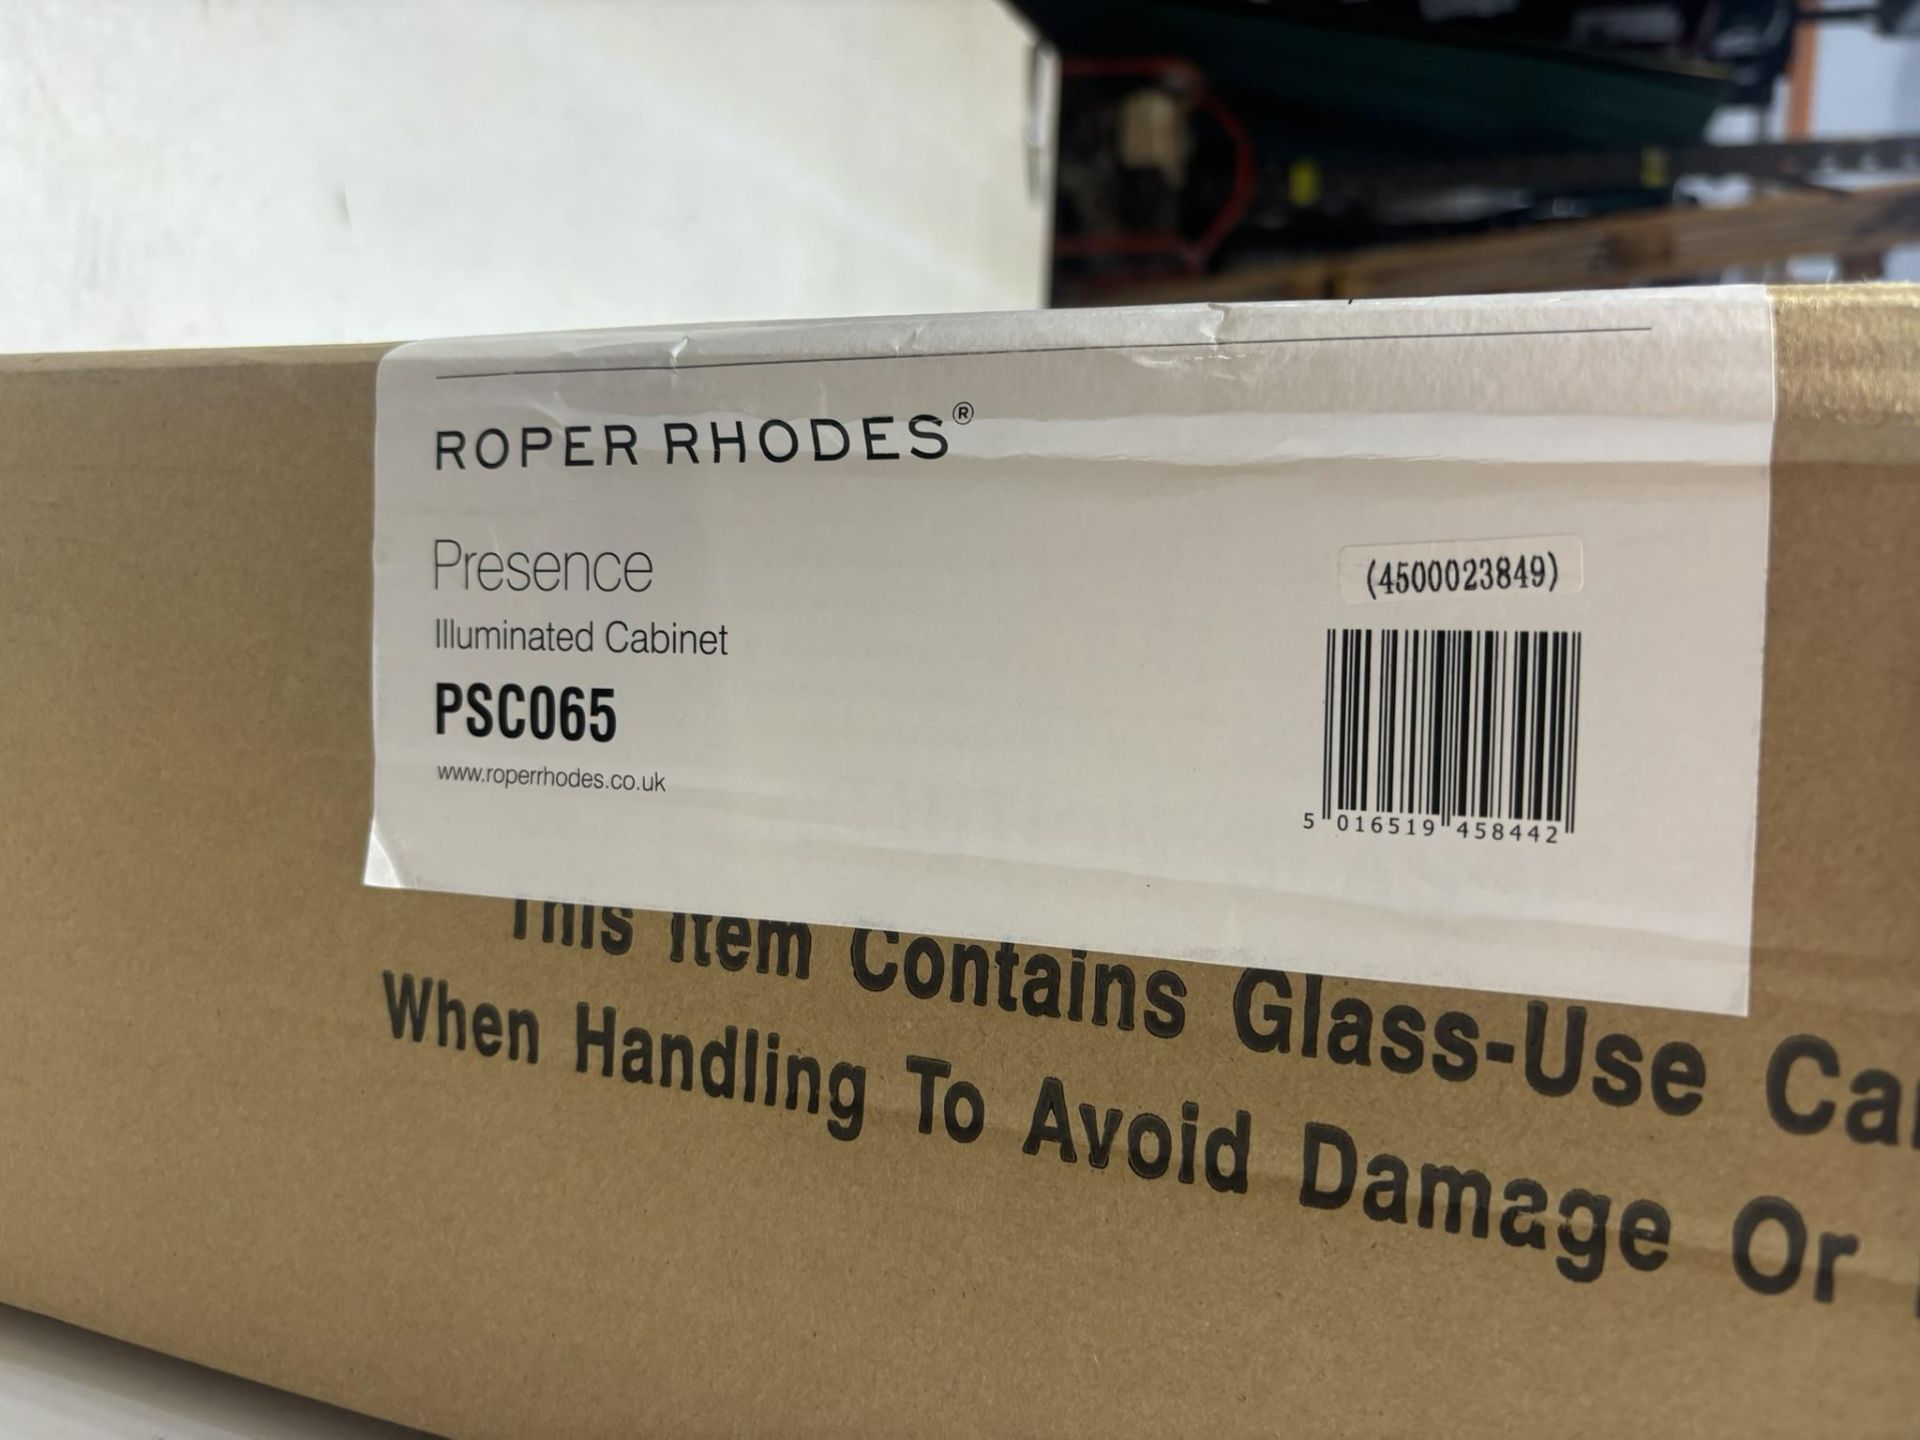 ROPER RHODES®
Presence
Illuminated Cabinet
PSC065
www.roperrhodes.co.uk
(4500023849)
5 016519 458442
This Item Contains Glass-Use
When Handling To Avoid Damage Or